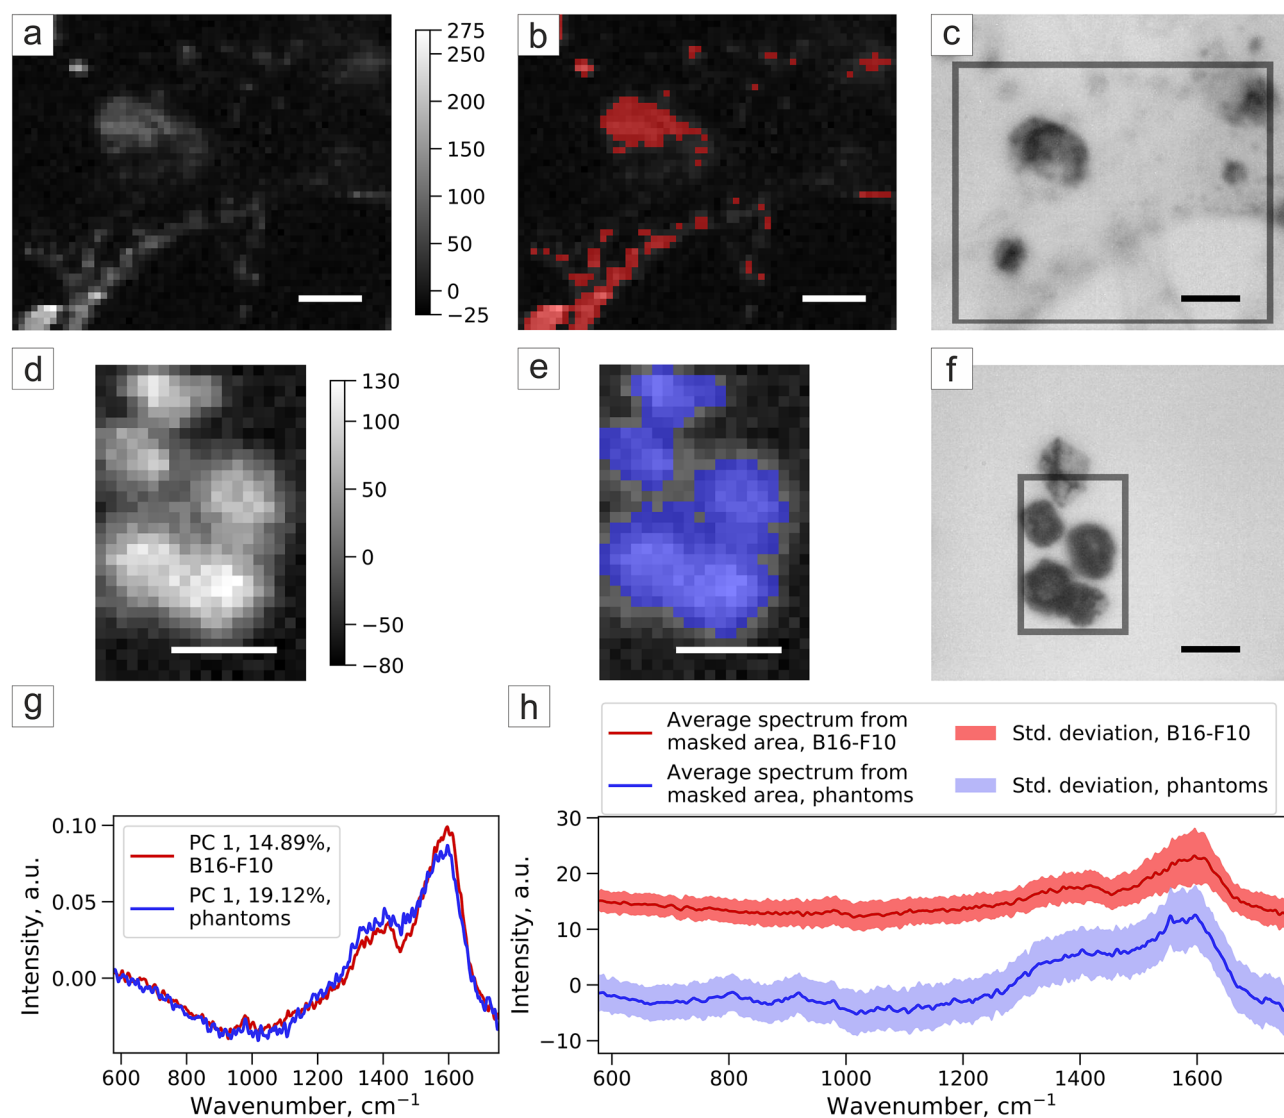 a
275
250
200
150
100
50
0
−25
b
c
d
130
100
50
0
−50
−80
e
f
g
0.10
0.05
0.00
Intensity, a.u.
PC 1, 14.89%,
B16-F10
PC 1, 19.12%,
phantoms
600 800 1000 1200 1400 1600
Wavenumber, cm⁻¹
h
Average spectrum from
masked area, B16-F10
Average spectrum from
masked area, phantoms
Std. deviation, B16-F10
Std. deviation, phantoms
30
20
10
0
−10
Intensity, a.u.
600 800 1000 1200 1400 1600
Wavenumber, cm⁻¹